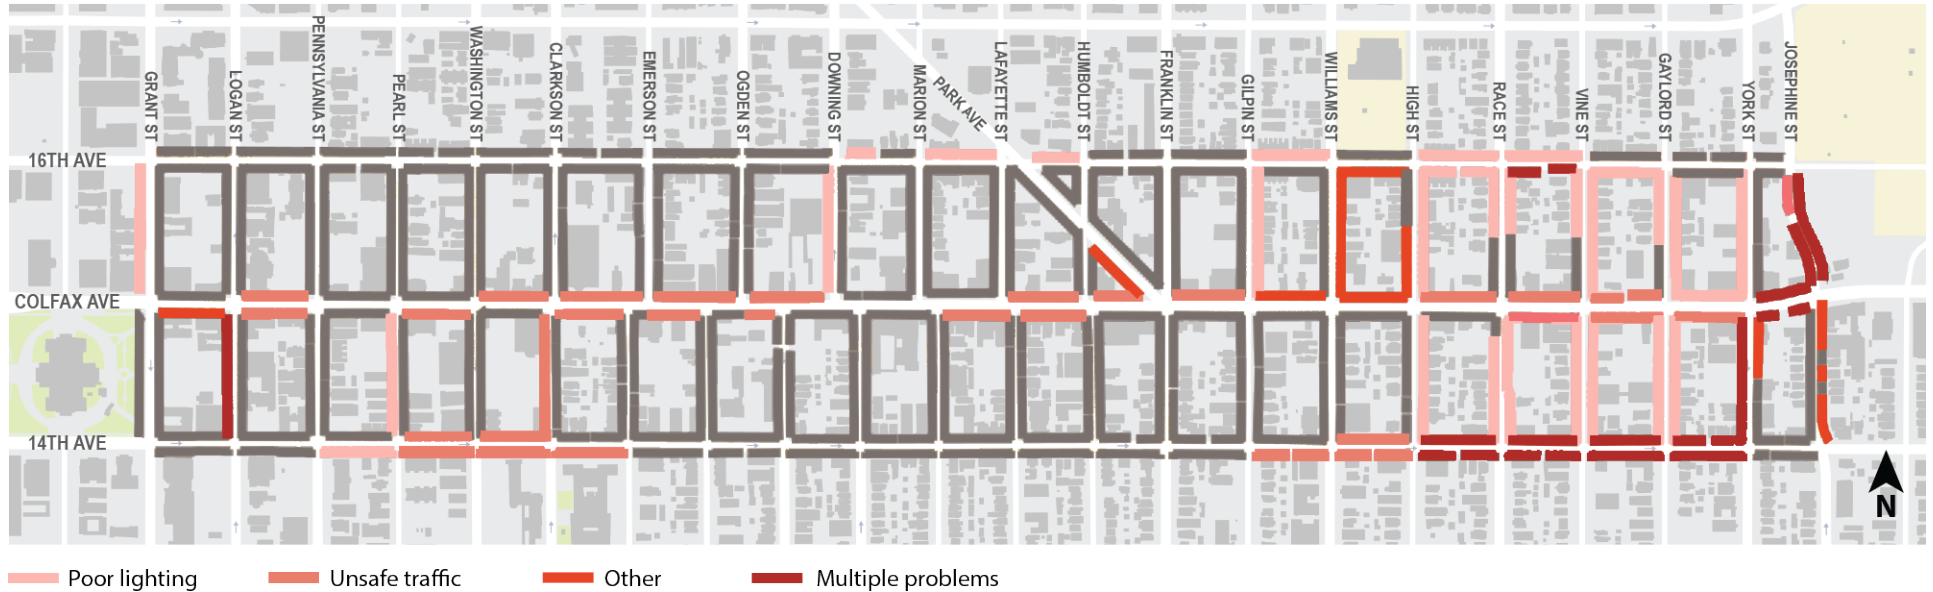 GRANT ST
LOGAN ST
PENNSYLVANIA ST
PEARL ST
WASHINGTON ST
CLARKSON ST
EMERSON ST
OGDEN ST
DOWNING ST
MARION ST
PARK AVE
LAFAYETTE ST
HUMBOLDT ST
FRANKLIN ST
GILPIN ST
WILLIAMS ST
HIGH ST
RACE ST
VINE ST
GAYLORD ST
YORK ST
JOSEPHINE ST
16TH AVE
COLFAX AVE
14TH AVE
N
Poor lighting
Unsafe traffic
Other
Multiple problems